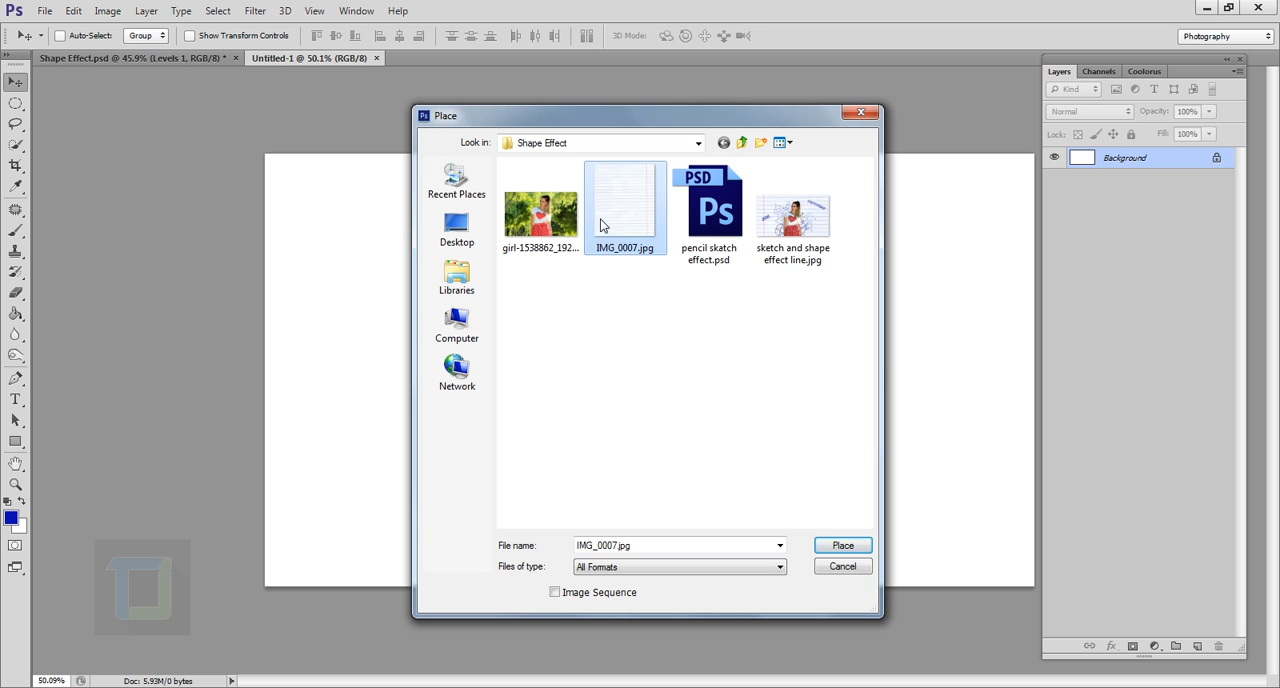 Ps File Edit Image Layer Type Select Filter 3D View Window Help
Auto-Select: Group Show Transform Controls 3D Mode: Photography
Shape Effect.psd @ 45.9% (Levels 1, RGB/8) * × Untitled-1 @ 50.1% (RGB/8) ×
Ps Place
Look in: Shape Effect
Recent Places
Desktop
Libraries
Computer
Network
PSD
Ps
girl-1538862_192... IMG_0007.jpg pencil skatch effect.psd sketch and shape effect line.jpg
File name: IMG_0007.jpg Place
Files of type: All Formats Cancel
Image Sequence
Layers Channels Coolorus
Kind
Normal Opacity: 100%
Lock: Fill: 100%
Background
50.09% Doc: 5.93M/0 bytes